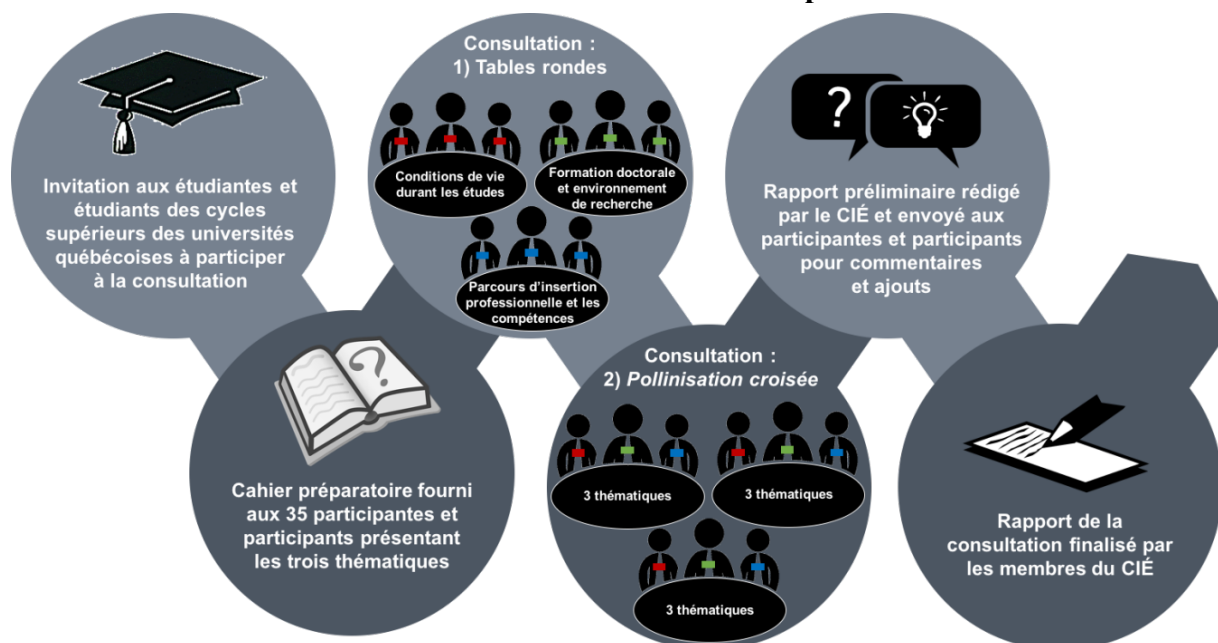 Invitation aux étudiantes et
étudiants des cycles
supérieurs des universités
québécoises à participer
à la consultation
Cahier préparatoire fourni
aux 35 participantes et
participants présentant
les trois thématiques
Consultation :
1) Tables rondes
Conditions de vie
durant les études
Formation doctorale
et environnement
de recherche
Parcours d'insertion
professionnelle et les
compétences
Consultation :
2) Pollinisation croisée
3 thématiques
3 thématiques
3 thématiques
Rapport préliminaire rédigé
par le CIÉ et envoyé aux
participantes et participants
pour commentaires
et ajouts
Rapport de la
consultation finalisé par
les membres du CIÉ